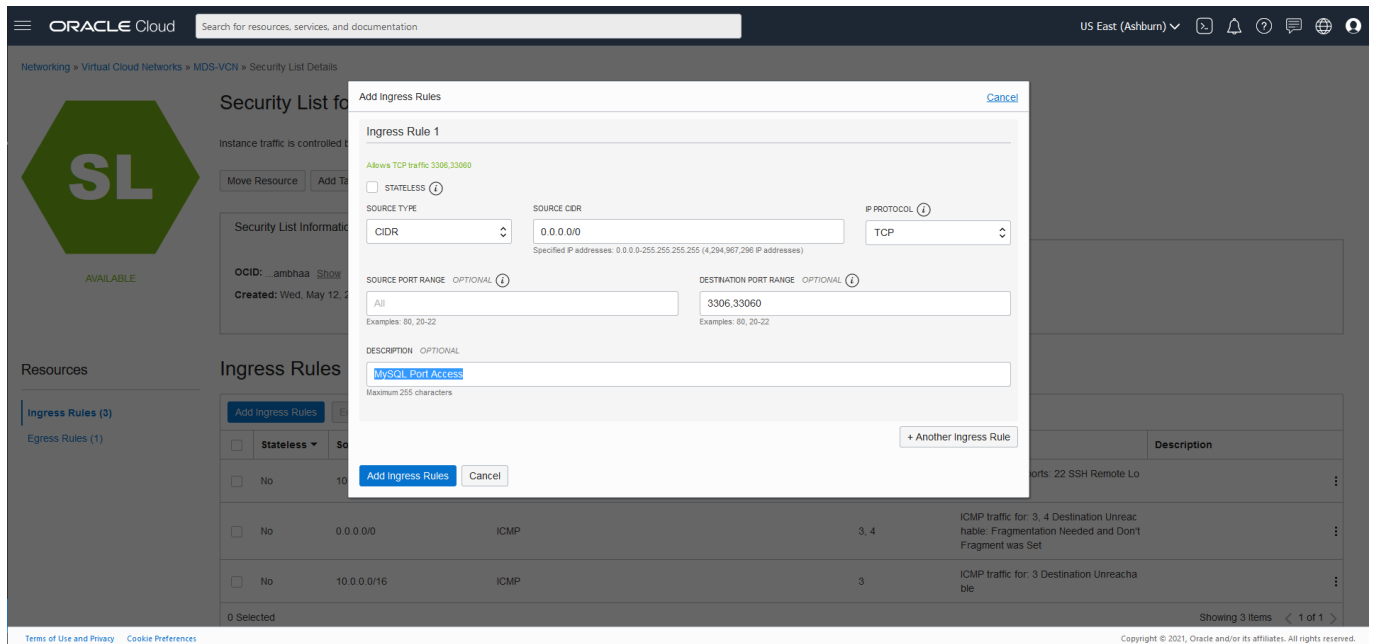 ORACLE Cloud
Search for resources, services, and documentation
US East (Ashburn)
Networking » Virtual Cloud Networks » MDS-VCN » Security List Details
SL
AVAILABLE
Security List fo
Instance traffic is controlled b
Move Resource
Add Ta
Security List Informatio
OCID: ...ambhaa Show
Created: Wed, May 12, 2
Add Ingress Rules
Cancel
Ingress Rule 1
Allows TCP traffic 3306,33060
STATELESS
SOURCE TYPE
SOURCE CIDR
IP PROTOCOL
CIDR
0.0.0.0/0
TCP
Specified IP addresses: 0.0.0.0-255.255.255.255 (4,294,967,296 IP addresses)
SOURCE PORT RANGE OPTIONAL
DESTINATION PORT RANGE OPTIONAL
All
3306,33060
Examples: 80, 20-22
Examples: 80, 20-22
DESCRIPTION OPTIONAL
MySQL Port Access
Maximum 255 characters
+ Another Ingress Rule
Add Ingress Rules
Cancel
Resources
Ingress Rules (3)
Egress Rules (1)
Ingress Rules
Add Ingress Rules
Stateless
So
Description
No
10
orts: 22 SSH Remote Lo
No
0.0.0.0/0
ICMP
3, 4
ICMP traffic for: 3, 4 Destination Unreac
hable: Fragmentation Needed and Don't
Fragment was Set
No
10.0.0.0/16
ICMP
3
ICMP traffic for: 3 Destination Unreacha
ble
0 Selected
Showing 3 Items
1 of 1
Terms of Use and Privacy
Cookie Preferences
Copyright © 2021, Oracle and/or its affiliates. All rights reserved.